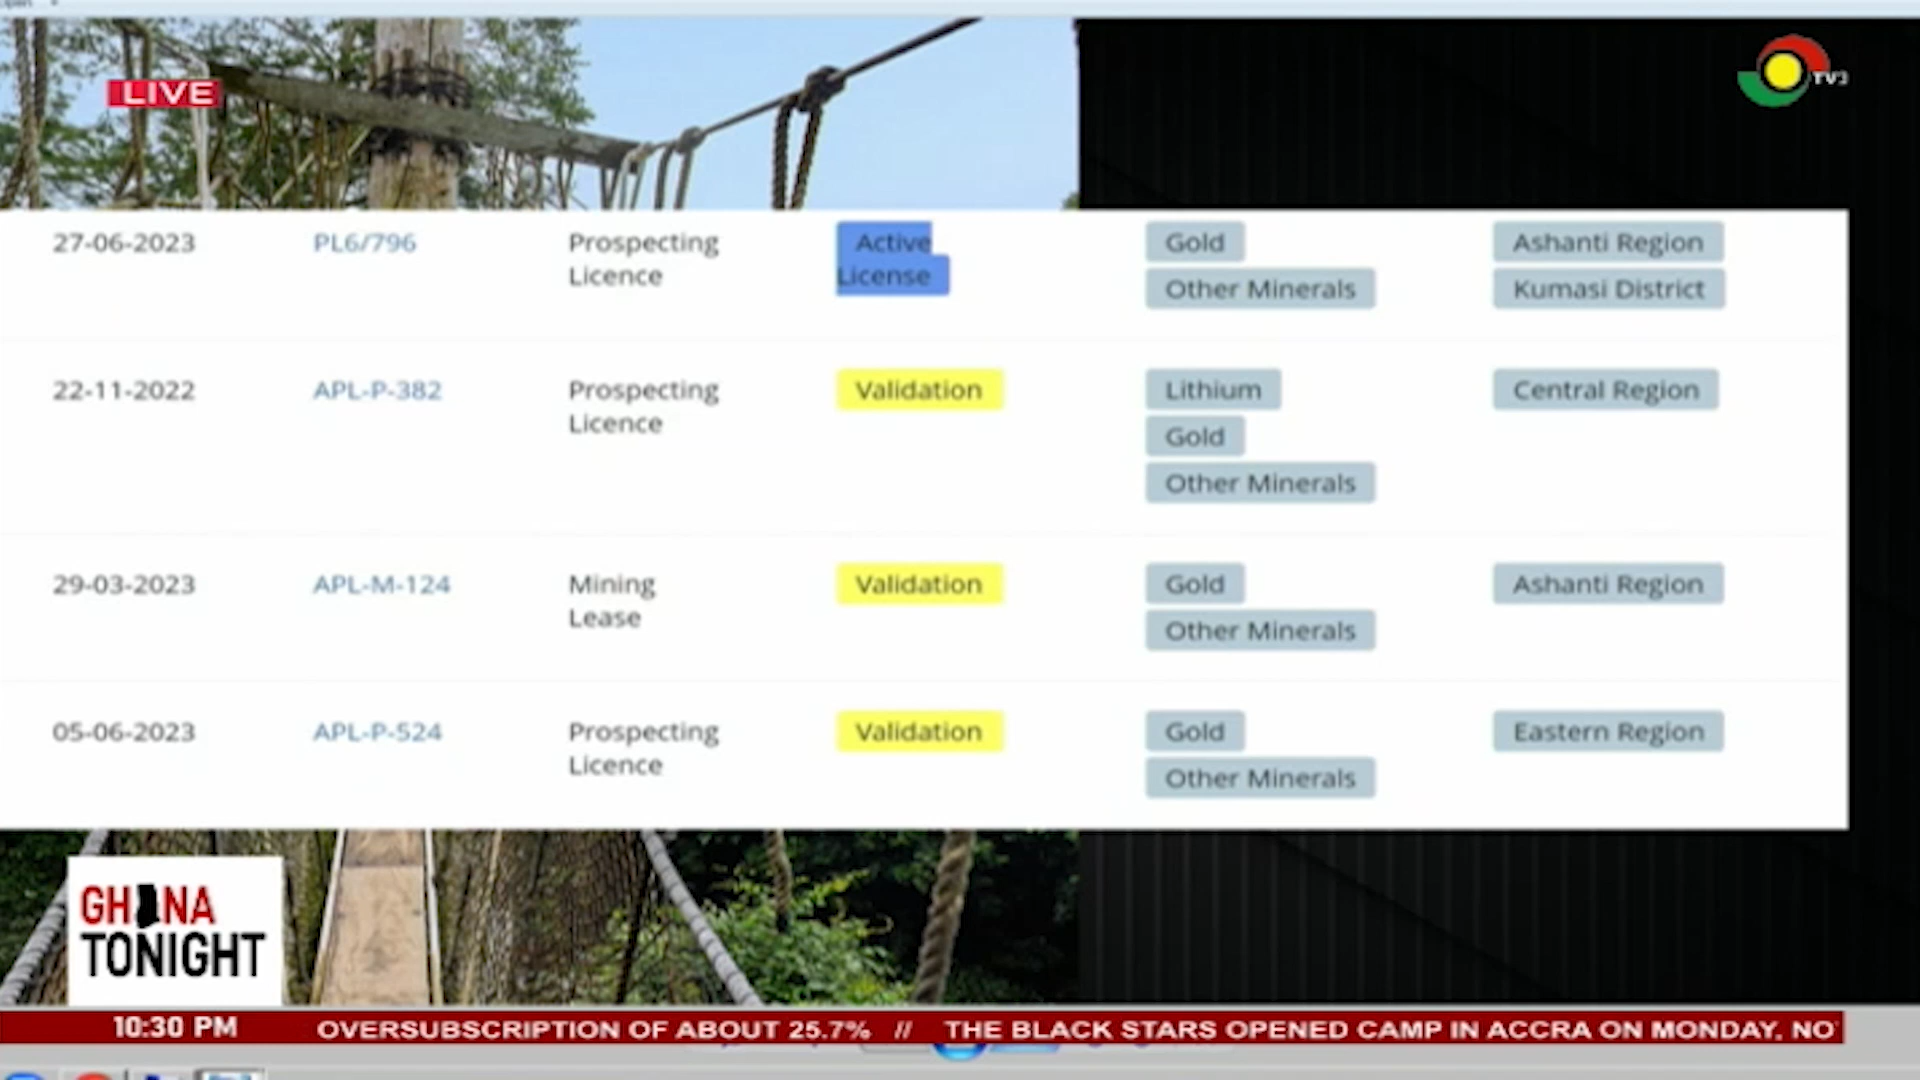 LIVE
TV3
27-06-2023 PL6/796 Prospecting Licence Active License Gold Other Minerals Ashanti Region Kumasi District
22-11-2022 APL-P-382 Prospecting Licence Validation Lithium Gold Other Minerals Central Region
29-03-2023 APL-M-124 Mining Lease Validation Gold Other Minerals Ashanti Region
05-06-2023 APL-P-524 Prospecting Licence Validation Gold Other Minerals Eastern Region
GHANA
TONIGHT
10:30 PM OVERSUBSCRIPTION OF ABOUT 25.7% // THE BLACK STARS OPENED CAMP IN ACCRA ON MONDAY, NO